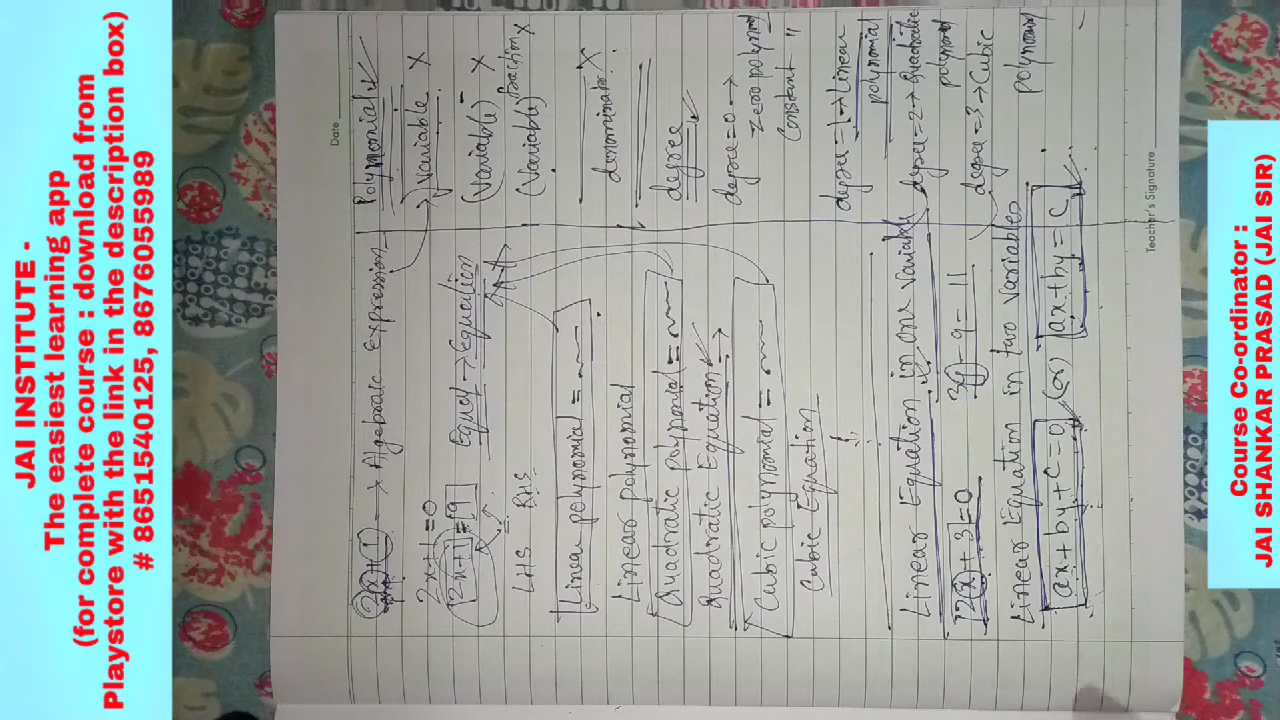 JAI INSTITUTE -
The easiest learning app
(for complete course : download from
Playstore with the link in the description box)
# 8651540125, 8676055989
Date
2x+1 → Algebraic Expression
2x+1=0
2x+1=9 Equal → Equation
LHS = RHS
Linear polynomial =
Linear polynomial
Quadratic polynomial =
Quadratic Equation
Cubic polynomial =
Cubic Equation
Linear Equation in one variable
2x+3=0 3y-9=11
Linear Equation in two variables
ax+by+c=0 (or) ax+by=c
Polynomial
variable X
(variable)⁻ X
(variable)fraction X
denominator X
degree
degree=0 →
Zero polynomial
Constant "
degree=1→Linear
polynomial
degree=2→Quadratic
polynomial
degree=3→Cubic
polynomial
Teacher's Signature
Course Co-ordinator :
JAI SHANKAR PRASAD (JAI SIR)